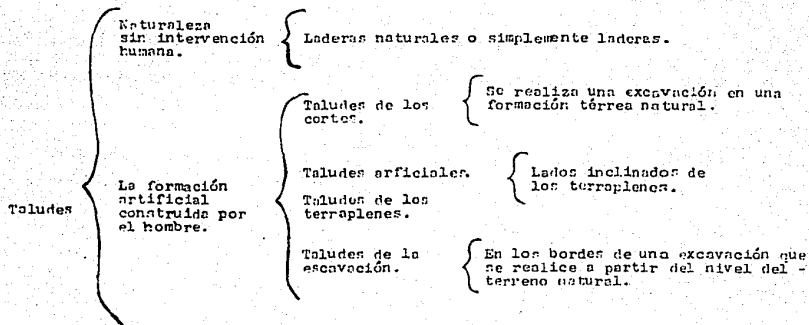 Naturaleza
sin intervención
humana.
Laderas naturales o simplemente laderas.
Taludes
La formación
artificial
construida por
el hombre.
Taludes de los
cortes.
Se realiza una excavación en una
formación térrea natural.
Taludes arficiales.
Taludes de los
terraplenes.
Lados inclinados de
los terraplenes.
Taludes de la
escavación.
En los bordes de una excavación que
se realice a partir del nivel del -
terreno natural.